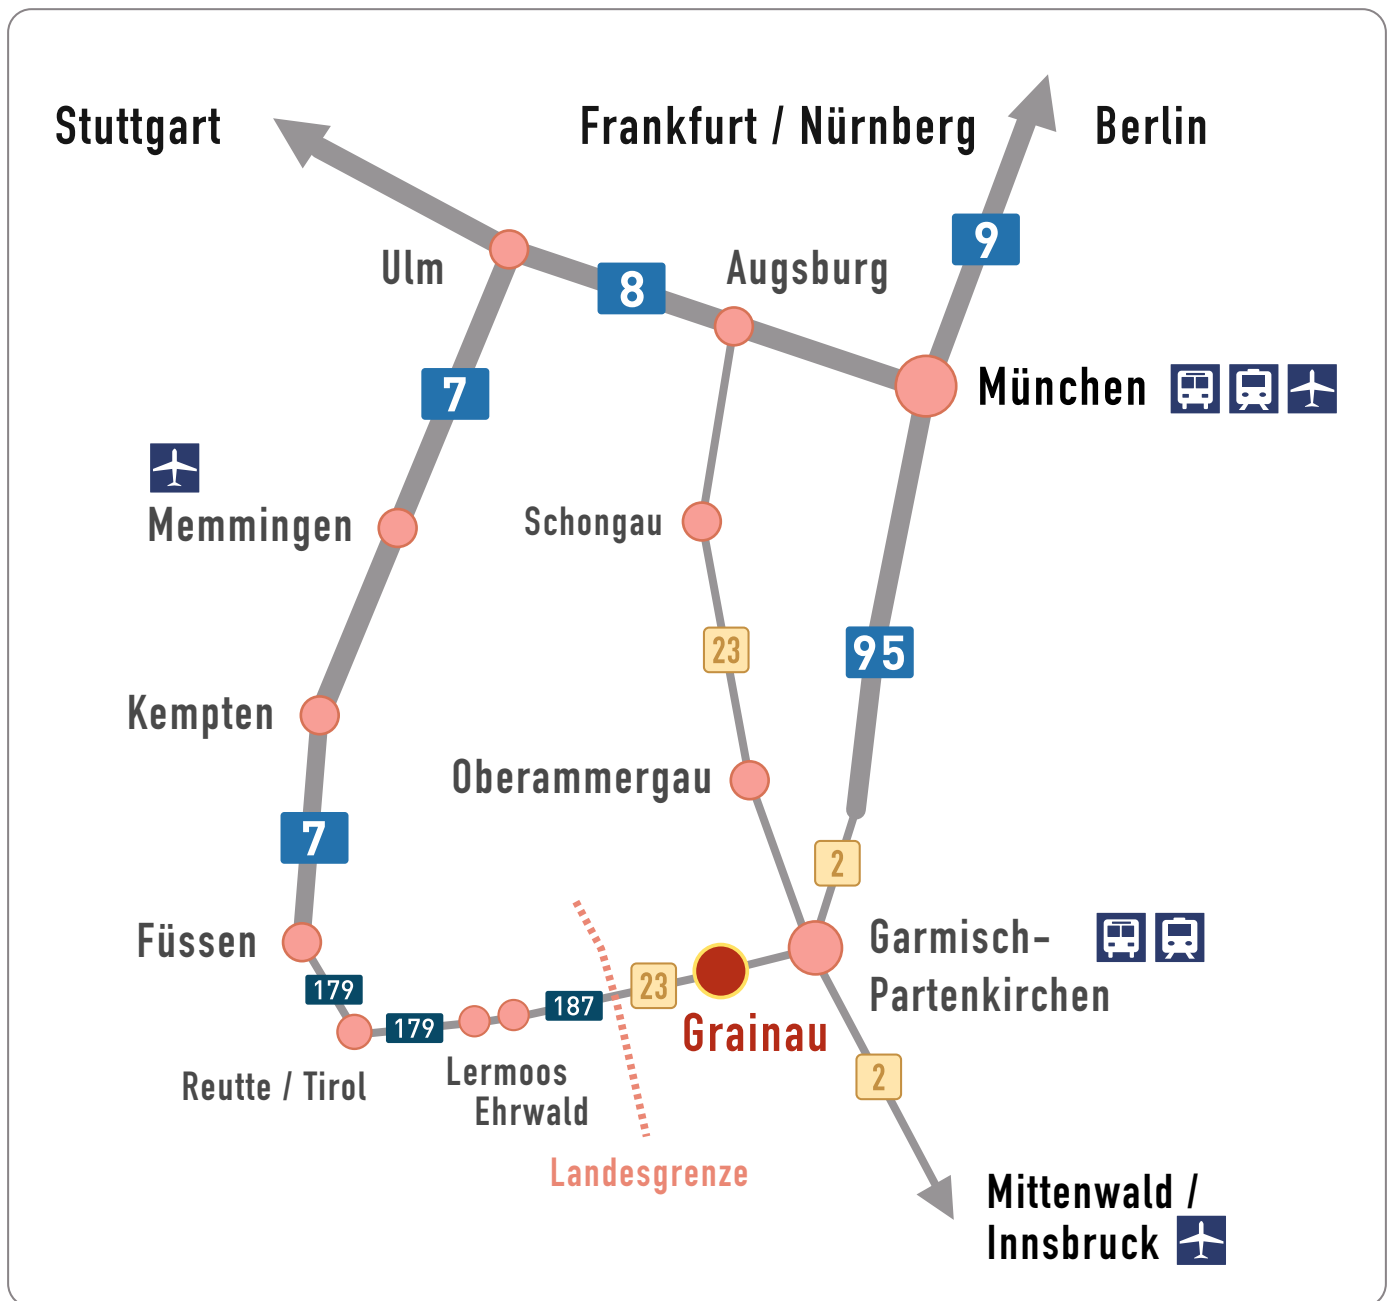 Stuttgart
Frankfurt / Nürnberg
Berlin
9
Ulm
8
Augsburg
7
München
Memmingen
Schongau
23
95
Kempten
Oberammergau
7
2
Füssen
Garmisch-
Partenkirchen
179
187
23
179
Grainau
Reutte / Tirol
Lermoos
Ehrwald
2
Landesgrenze
Mittenwald /
Innsbruck